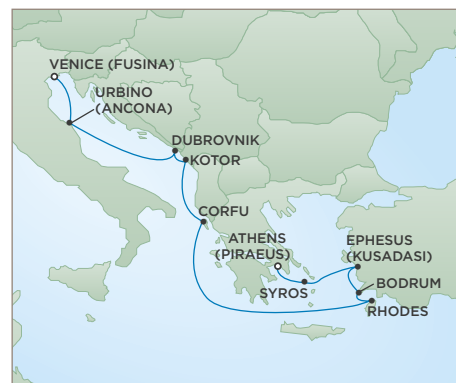 VENICE (FUSINA)
URBINO
(ANCONA)
DUBROVNIK
KOTOR
CORFU
ATHENS
(PIRAEUS)
EPHESUS
(KUSADASI)
BODRUM
SYROS
RHODES